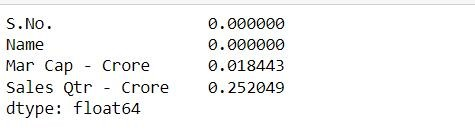 S.No. 0.000000
Name 0.000000
Mar Cap - Crore 0.018443
Sales Qtr - Crore 0.252049
dtype: float64